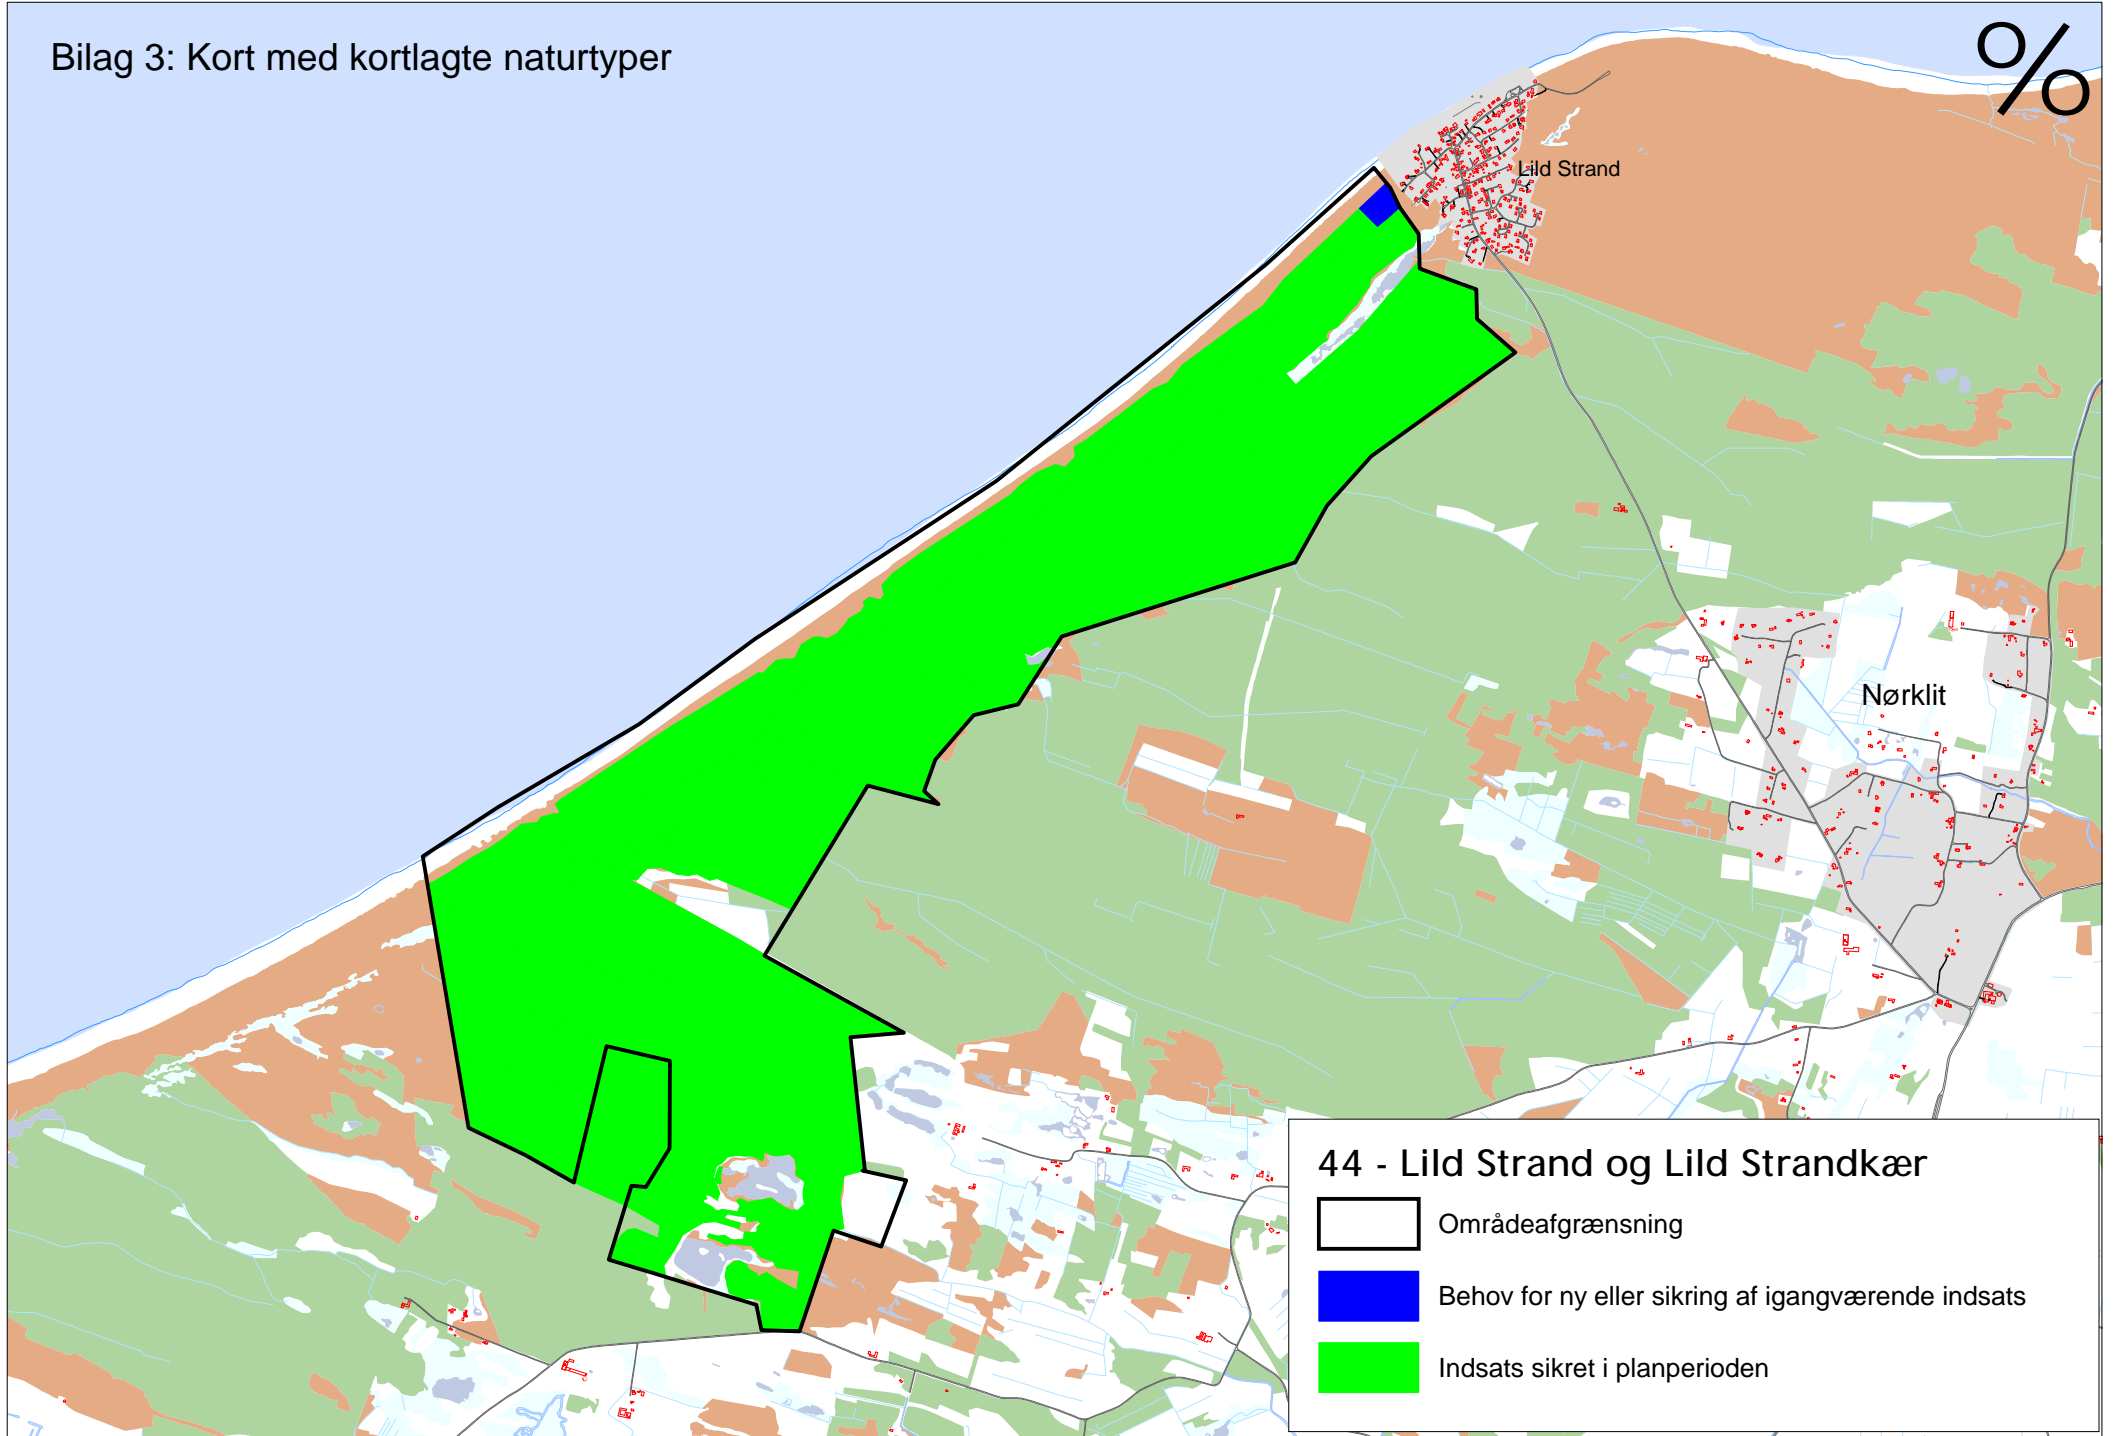 Bilag 3: Kort med kortlagte naturtyper
%
Lild Strand
Nørklit
44 - Lild Strand og Lild Strandkær
Områdeafgrænsning
Behov for ny eller sikring af igangværende indsats
Indsats sikret i planperioden